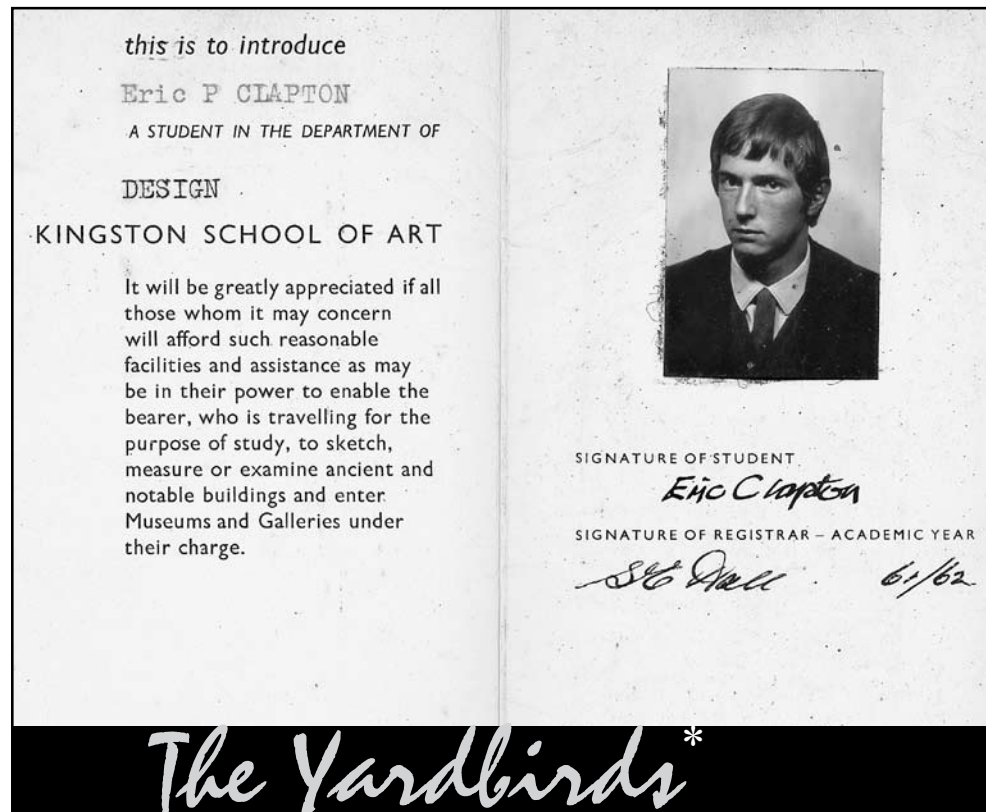 this is to introduce
Eric P CLAPTON
A STUDENT IN THE DEPARTMENT OF
DESIGN
KINGSTON SCHOOL OF ART
It will be greatly appreciated if all
those whom it may concern
will afford such reasonable
facilities and assistance as may
be in their power to enable the
bearer, who is travelling for the
purpose of study, to sketch,
measure or examine ancient and
notable buildings and enter
Museums and Galleries under
their charge.
SIGNATURE OF STUDENT
Eric Clapton
SIGNATURE OF REGISTRAR – ACADEMIC YEAR
61/62
The Yardbirds*